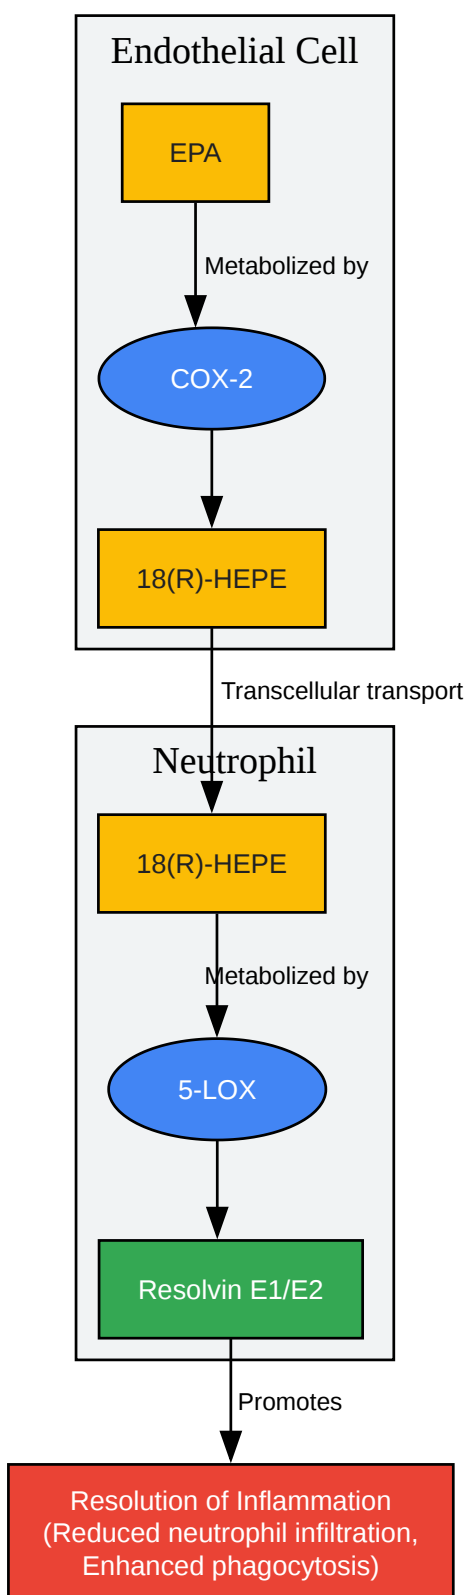 Endothelial Cell
EPA
Metabolized by
COX-2
18(R)-HEPE
Transcellular transport
Neutrophil
18(R)-HEPE
Metabolized by
5-LOX
Resolvin E1/E2
Promotes
Resolution of Inflammation
(Reduced neutrophil infiltration,
Enhanced phagocytosis)